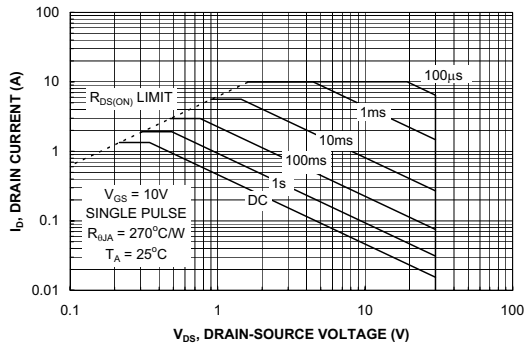 100
10
1
0.1
0.01
I_D, DRAIN CURRENT (A)
R_DS(ON) LIMIT
100μs
1ms
10ms
100ms
1s
DC
V_GS = 10V
SINGLE PULSE
R_θJA = 270°C/W
T_A = 25°C
0.1 1 10 100
V_DS, DRAIN-SOURCE VOLTAGE (V)